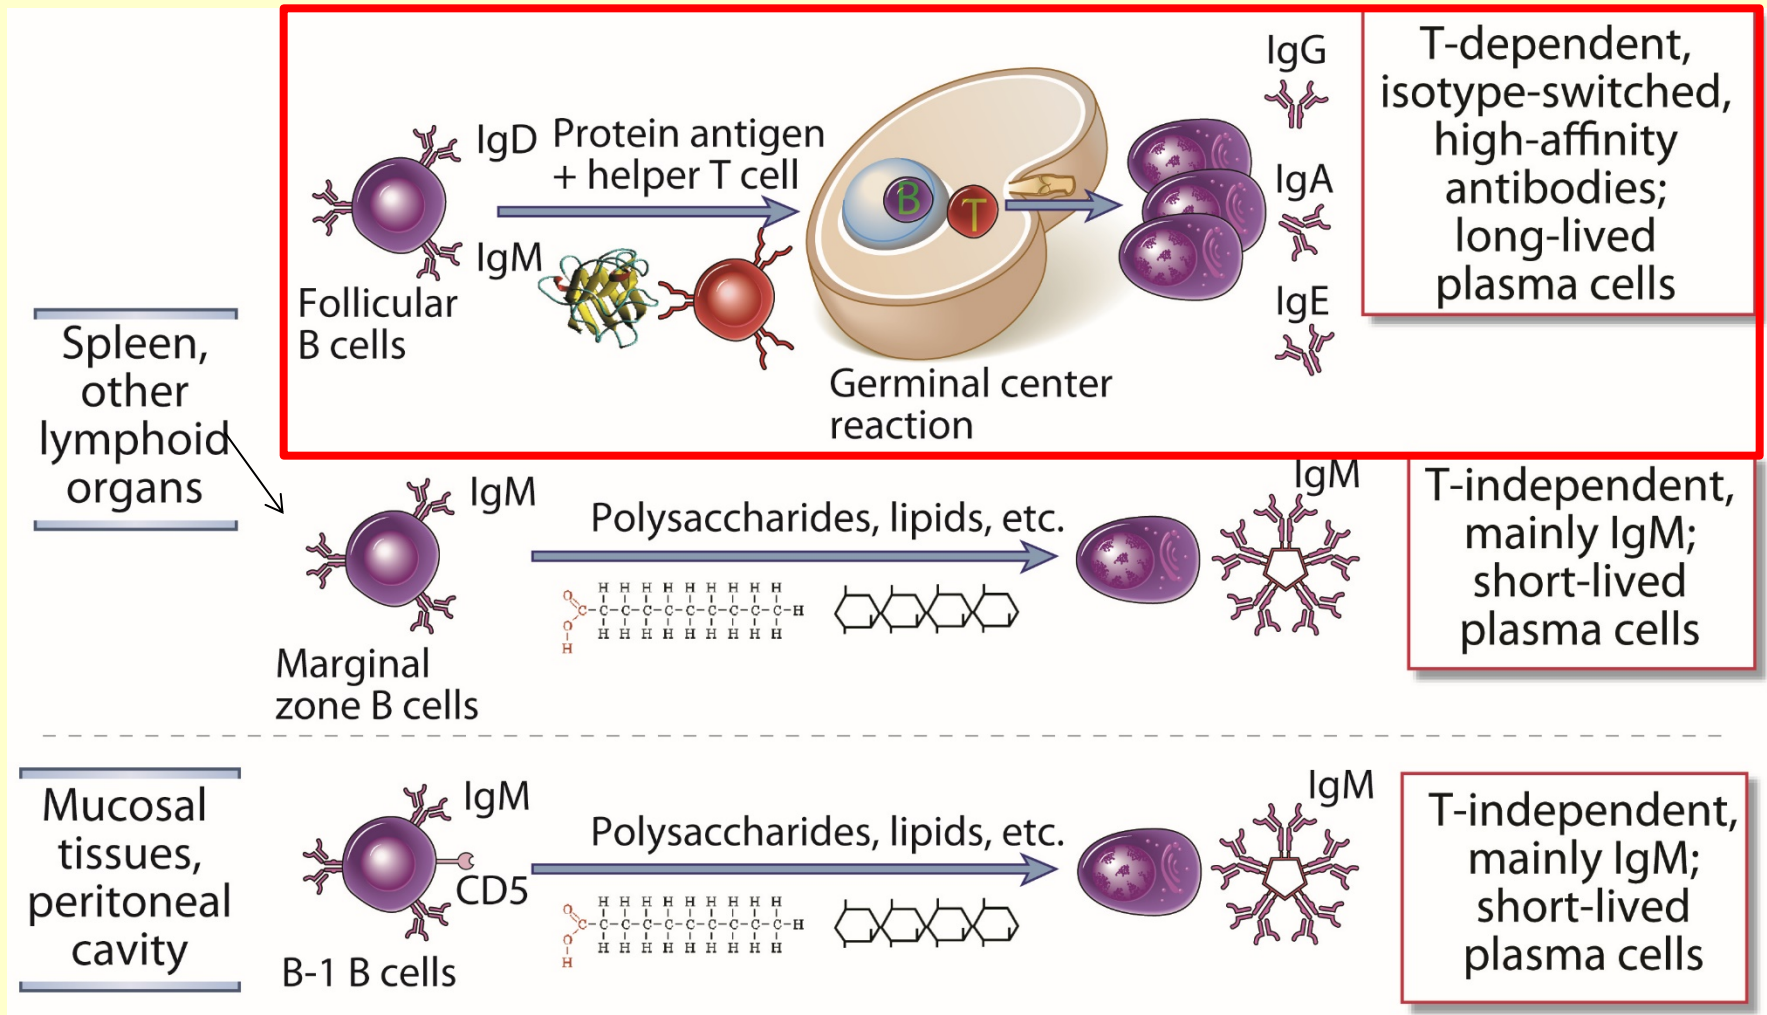 Spleen,
other
lymphoid
organs
IgD
IgM
Follicular
B cells
Protein antigen
+ helper T cell
B
T
Germinal center
reaction
IgG
IgA
IgE
T-dependent,
isotype-switched,
high-affinity
antibodies;
long-lived
plasma cells
IgM
Marginal
zone B cells
Polysaccharides, lipids, etc.
H H H H H H H H
O
C-C-C-C-C-C-C-C-C-H
O
H H H H H H H H
H
IgM
T-independent,
mainly IgM;
short-lived
plasma cells
Mucosal
tissues,
peritoneal
cavity
IgM
CD5
B-1 B cells
Polysaccharides, lipids, etc.
H H H H H H H H
O
C-C-C-C-C-C-C-C-C-H
O
H H H H H H H H
H
IgM
T-independent,
mainly IgM;
short-lived
plasma cells